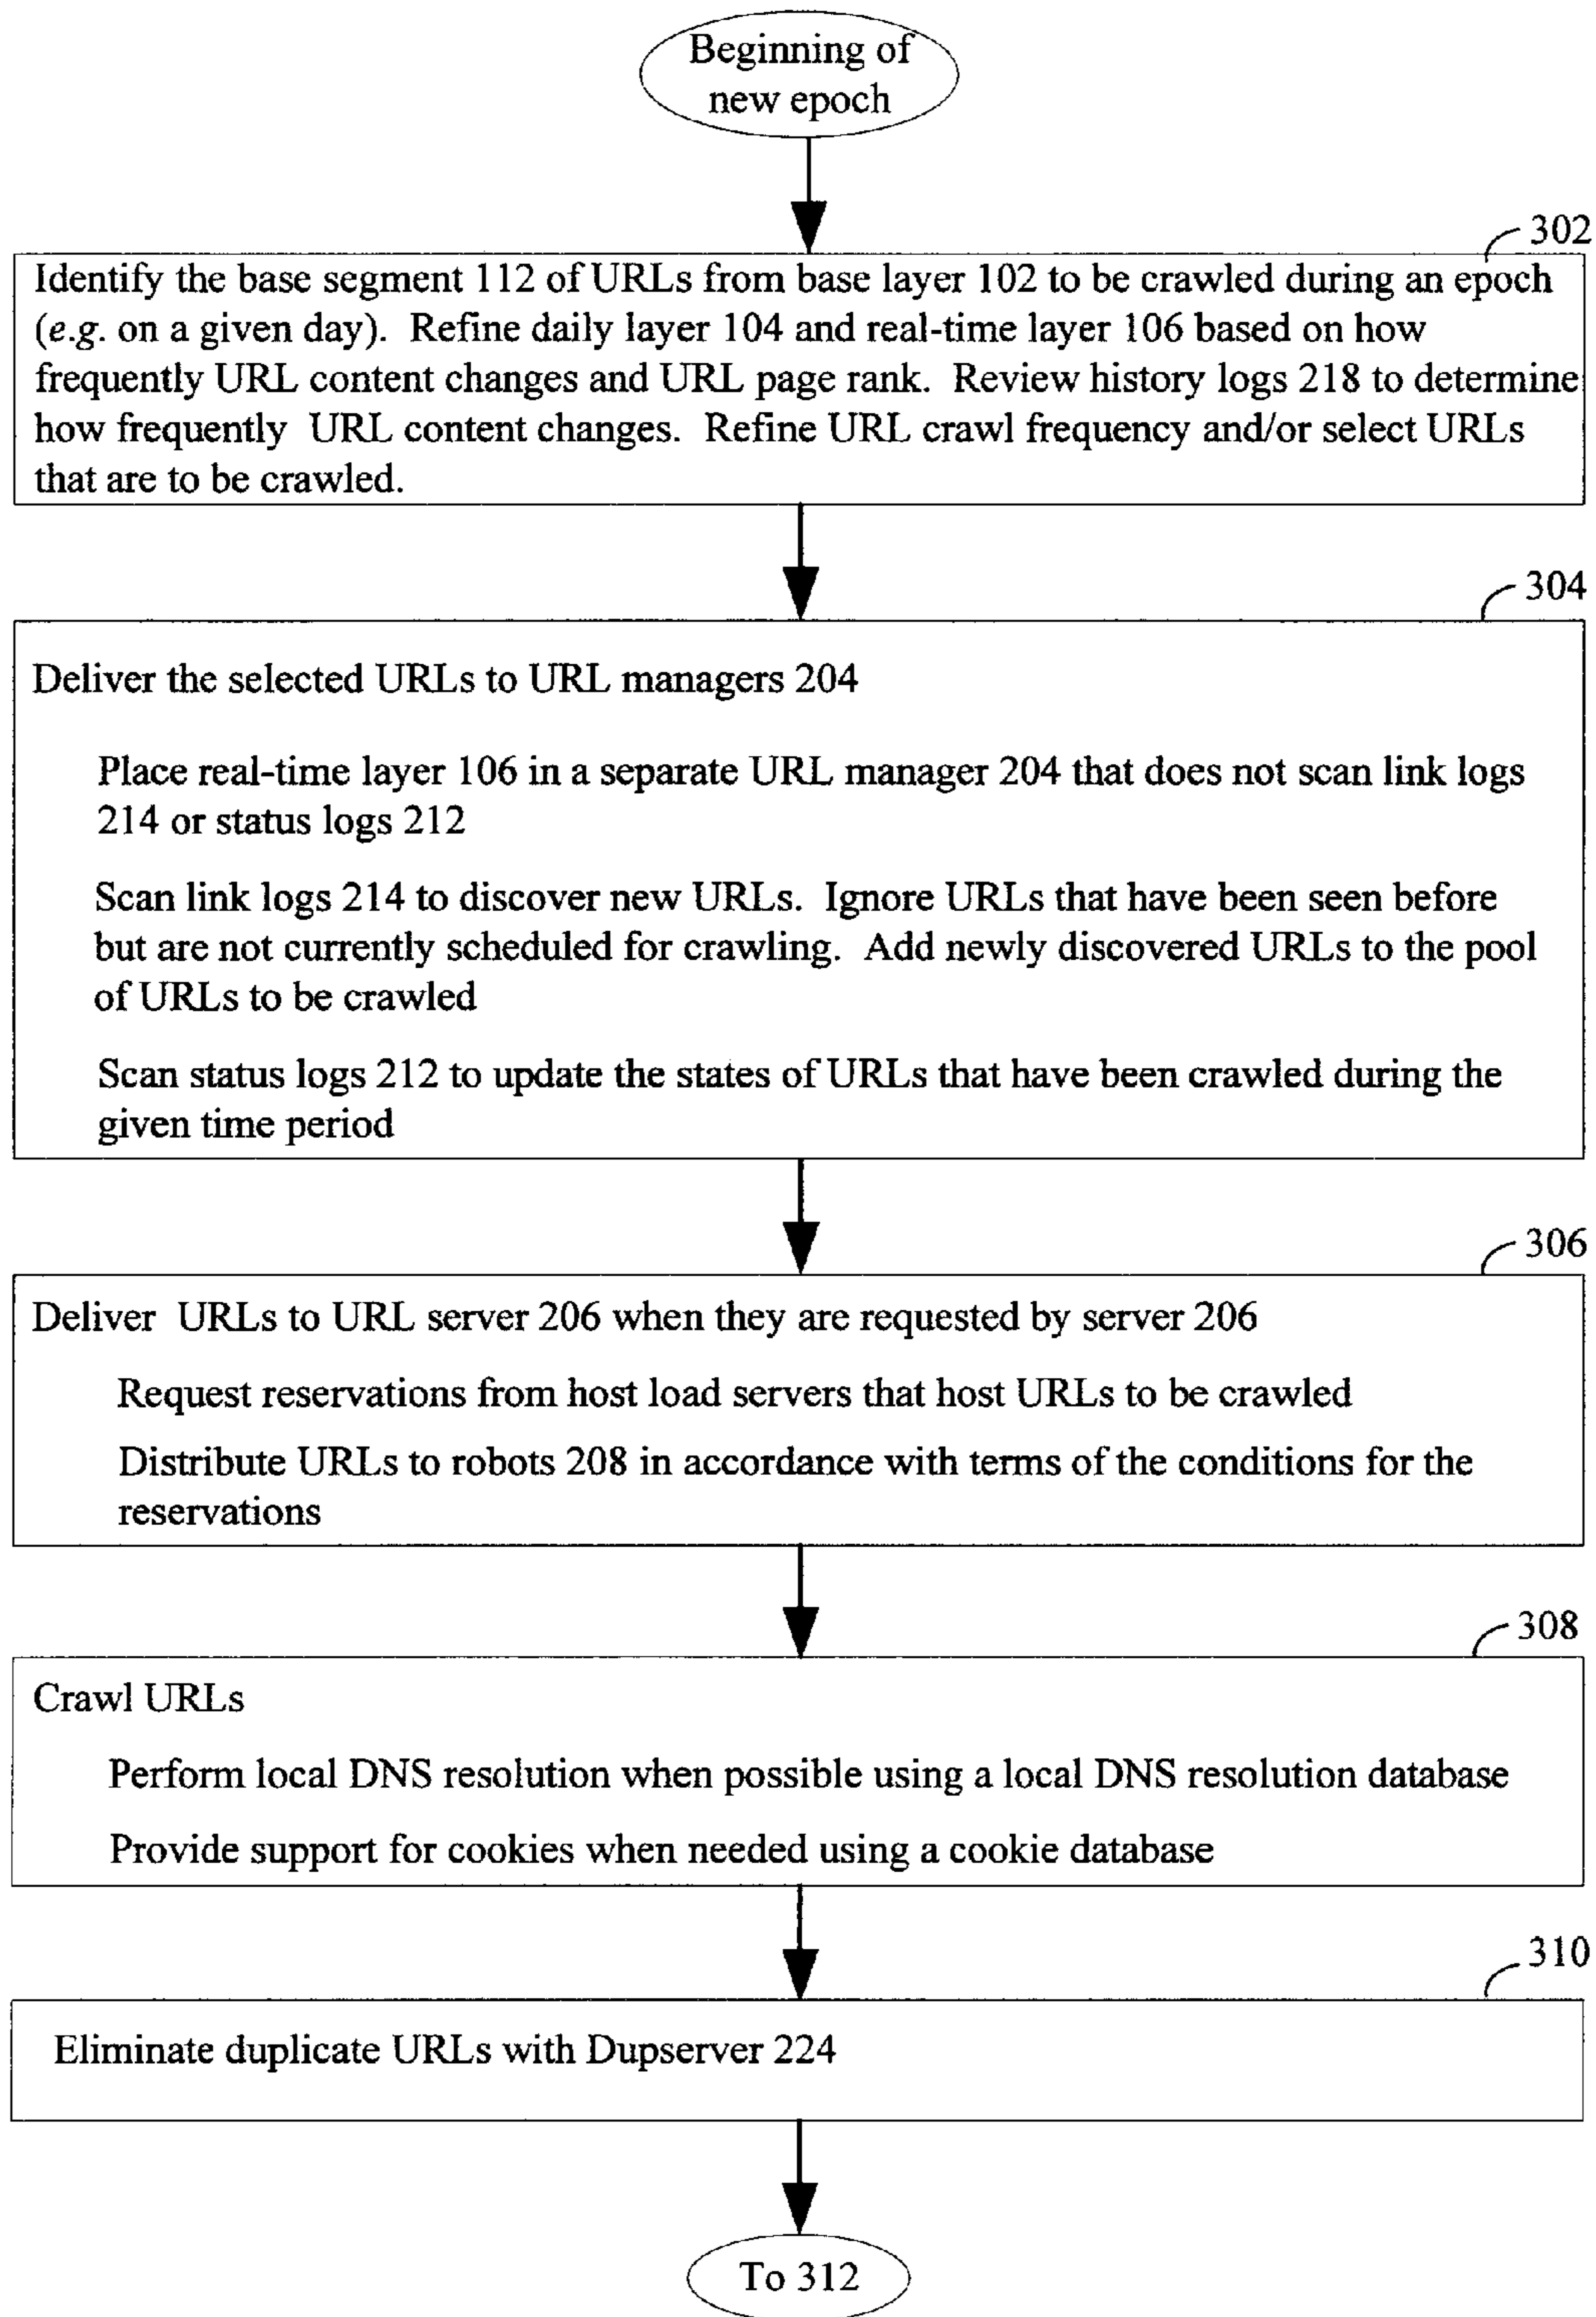 Beginning of
new epoch
302
Identify the base segment 112 of URLs from base layer 102 to be crawled during an epoch
(e.g. on a given day). Refine daily layer 104 and real-time layer 106 based on how
frequently URL content changes and URL page rank. Review history logs 218 to determine
how frequently URL content changes. Refine URL crawl frequency and/or select URLs
that are to be crawled.
304
Deliver the selected URLs to URL managers 204
Place real-time layer 106 in a separate URL manager 204 that does not scan link logs
214 or status logs 212
Scan link logs 214 to discover new URLs. Ignore URLs that have been seen before
but are not currently scheduled for crawling. Add newly discovered URLs to the pool
of URLs to be crawled
Scan status logs 212 to update the states of URLs that have been crawled during the
given time period
306
Deliver URLs to URL server 206 when they are requested by server 206
Request reservations from host load servers that host URLs to be crawled
Distribute URLs to robots 208 in accordance with terms of the conditions for the
reservations
308
Crawl URLs
Perform local DNS resolution when possible using a local DNS resolution database
Provide support for cookies when needed using a cookie database
310
Eliminate duplicate URLs with Dupserver 224
To 312